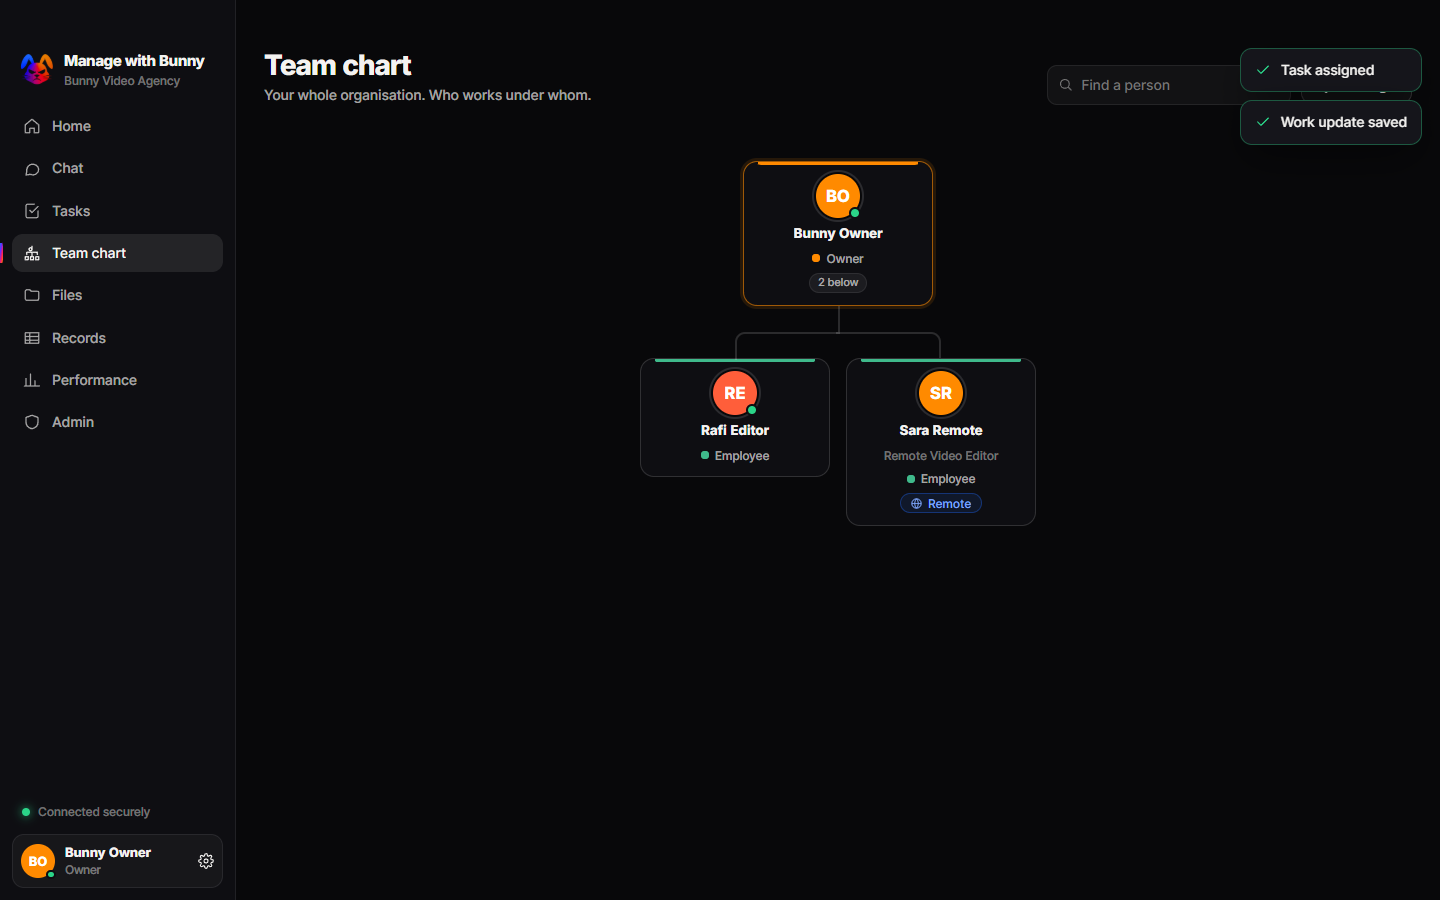 Manage with Bunny
Bunny Video Agency
Home
Chat
Tasks
Team chart
Files
Records
Performance
Admin
Connected securely
BO
Bunny Owner
Owner
Team chart
Your whole organisation. Who works under whom.
Find a person
Task assigned
Work update saved
BO
Bunny Owner
Owner
2 below
RE
Rafi Editor
Employee
SR
Sara Remote
Remote Video Editor
Employee
Remote